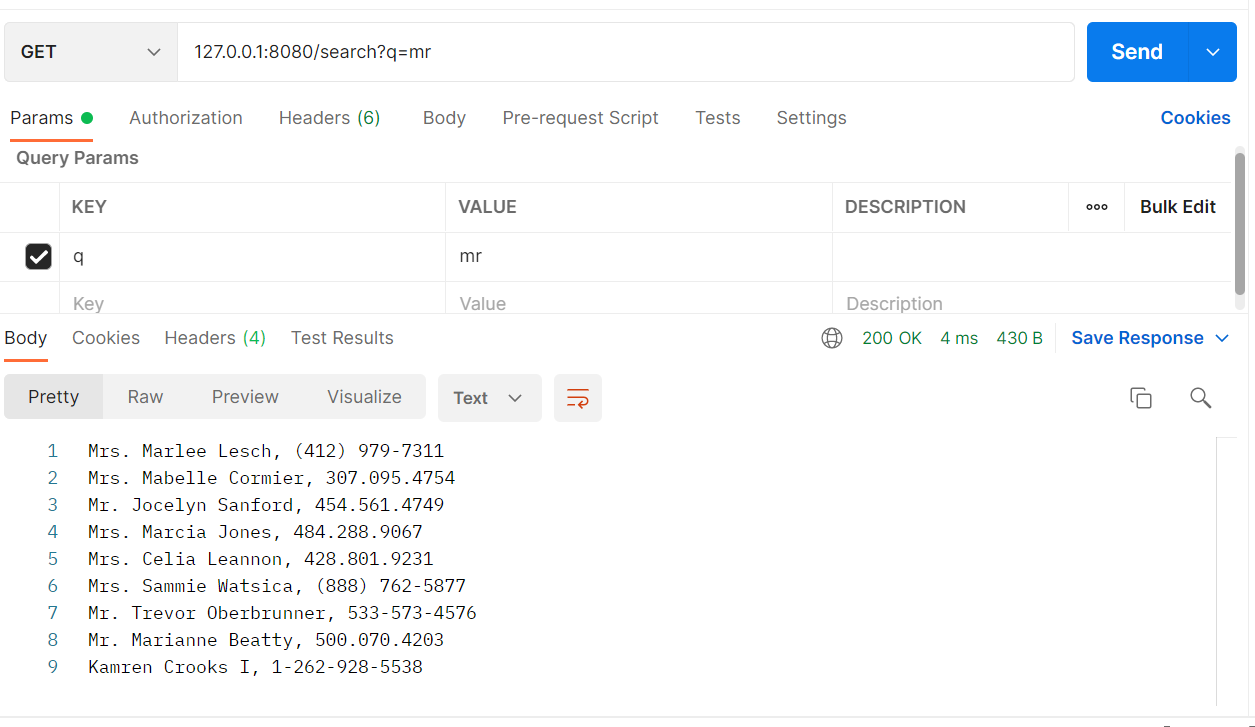 GET 127.0.0.1:8080/search?q=mr Send
Params Authorization Headers (6) Body Pre-request Script Tests Settings Cookies
Query Params
KEY VALUE DESCRIPTION ooo Bulk Edit
q mr
Key Value Description
Body Cookies Headers (4) Test Results 200 OK 4 ms 430 B Save Response
Pretty Raw Preview Visualize Text
1 Mrs. Marlee Lesch, (412) 979-7311
2 Mrs. Mabelle Cormier, 307.095.4754
3 Mr. Jocelyn Sanford, 454.561.4749
4 Mrs. Marcia Jones, 484.288.9067
5 Mrs. Celia Leannon, 428.801.9231
6 Mrs. Sammie Watsica, (888) 762-5877
7 Mr. Trevor Oberbrunner, 533-573-4576
8 Mr. Marianne Beatty, 500.070.4203
9 Kamren Crooks I, 1-262-928-5538